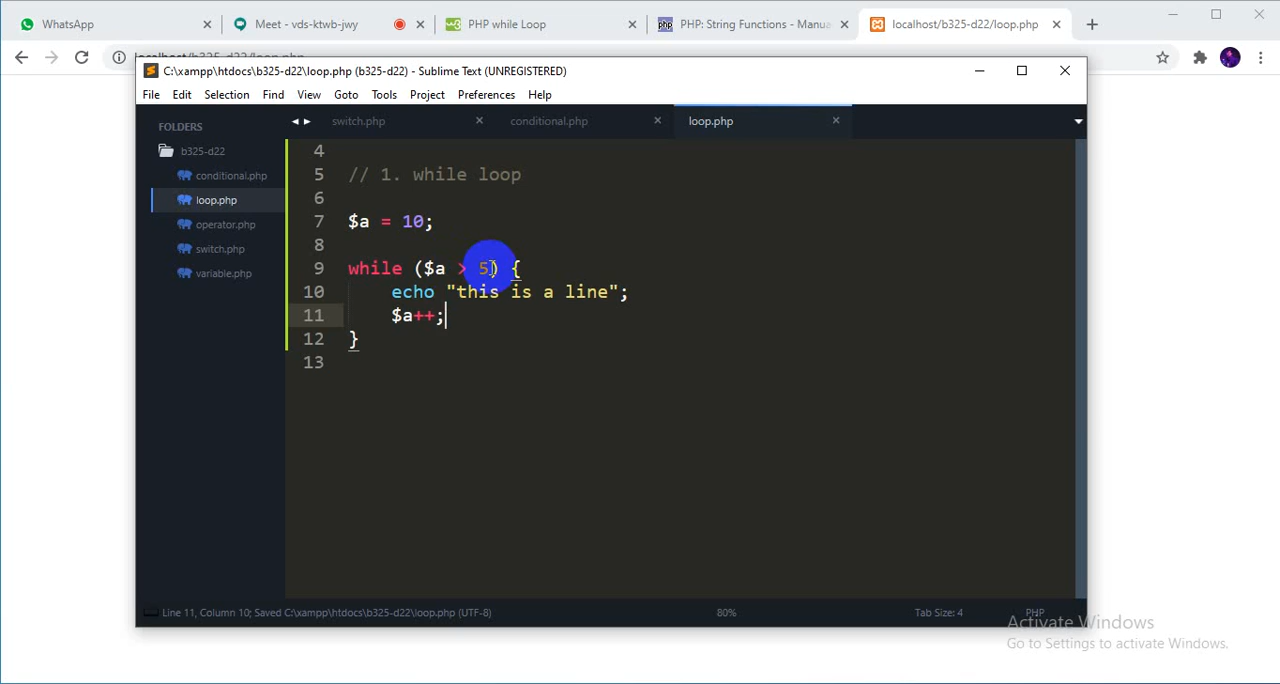 WhatsApp
Meet - vds-ktwb-jwy
PHP while Loop
PHP: String Functions - Manua
localhost/b325-d22/loop.php
localhost/b325-d22/loop.php
C:\xampp\htdocs\b325-d22\loop.php (b325-d22) - Sublime Text (UNREGISTERED)
File Edit Selection Find View Goto Tools Project Preferences Help
FOLDERS
b325-d22
conditional.php
loop.php
operator.php
switch.php
variable.php
switch.php
conditional.php
loop.php
4
5 // 1. while loop
6
7 $a = 10;
8
9 while ($a > 5) {
10 echo "this is a line";
11 $a++;
12 }
13
Line 11, Column 10; Saved C:\xampp\htdocs\b325-d22\loop.php (UTF-8)
80%
Tab Size: 4
PHP
Activate Windows
Go to Settings to activate Windows.